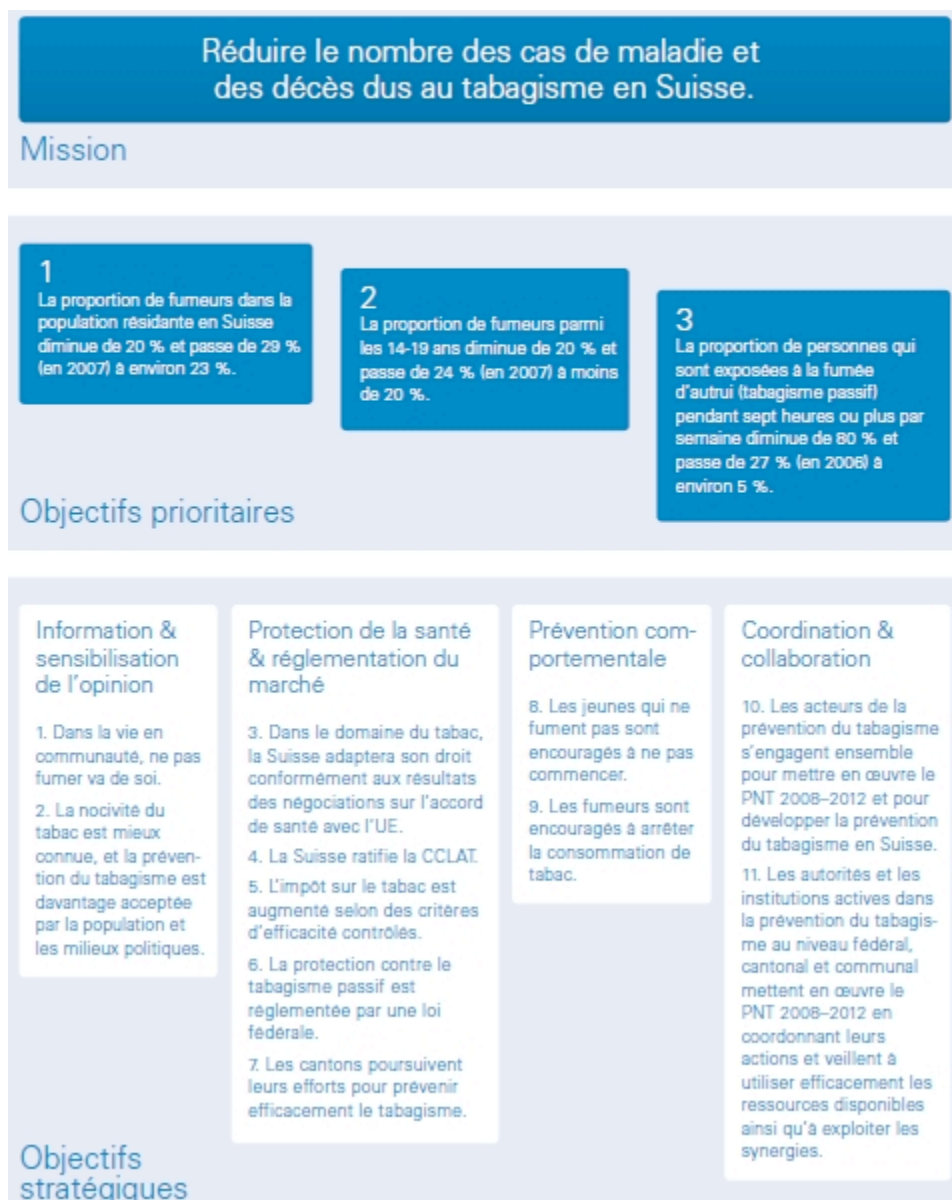 Réduire le nombre des cas de maladie et
des décès dus au tabagisme en Suisse.
Mission
1
La proportion de fumeurs dans la
population résidante en Suisse
diminue de 20 % et passe de 29 %
(en 2007) à environ 23 %.
2
La proportion de fumeurs parmi
les 14-19 ans diminue de 20 % et
passe de 24 % (en 2007) à moins
de 20 %.
3
La proportion de personnes qui
sont exposées à la fumée
d'autrui (tabagisme passif)
pendant sept heures ou plus par
semaine diminue de 80 % et
passe de 27 % (en 2006) à
environ 5 %.
Objectifs prioritaires
Information &
sensibilisation
de l'opinion
1. Dans la vie en
communauté, ne pas
fumer va de soi.
2. La nocivité du
tabac est mieux
connue, et la préven-
tion du tabagisme est
davantage acceptée
par la population et
les milieux politiques.
Protection de la santé
& réglementation du
marché
3. Dans le domaine du tabac,
la Suisse adaptera son droit
conformément aux résultats
des négociations sur l'accord
de santé avec l'UE.
4. La Suisse ratifie la CCLAT.
5. L'impôt sur le tabac est
augmenté selon des critères
d'efficacité contrôlés.
6. La protection contre le
tabagisme passif est
réglementée par une loi
fédérale.
7. Les cantons poursuivent
leurs efforts pour prévenir
efficacement le tabagisme.
Prévention com-
portementale
8. Les jeunes qui ne
fument pas sont
encouragés à ne pas
commencer.
9. Les fumeurs sont
encouragés à arrêter
la consommation de
tabac.
Coordination &
collaboration
10. Les acteurs de la
prévention du tabagisme
s'engagent ensemble
pour mettre en œuvre le
PNT 2008–2012 et pour
développer la prévention
du tabagisme en Suisse.
11. Les autorités et les
institutions actives dans
la prévention du tabagis-
me au niveau fédéral,
cantonal et communal
mettent en œuvre le
PNT 2008–2012 en
coordonnant leurs
actions et veillent à
utiliser efficacement les
ressources disponibles
ainsi qu'à exploiter les
synergies.
Objectifs
stratégiques